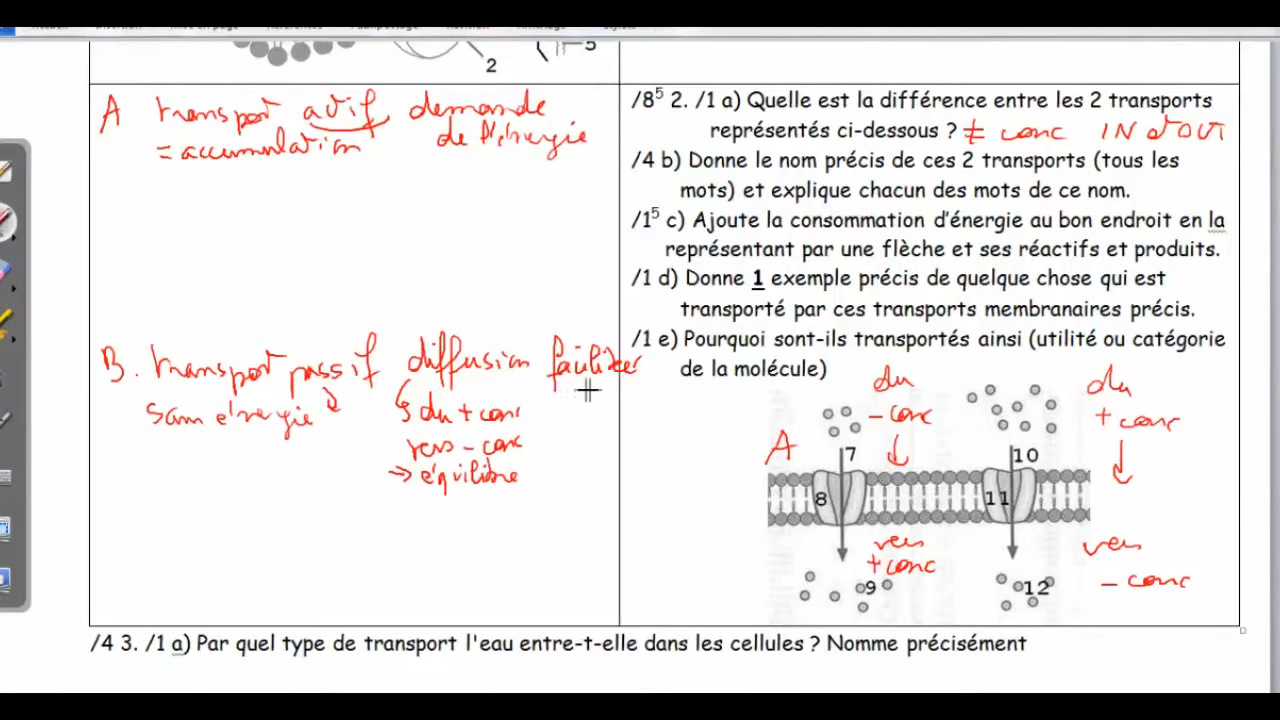 2
5
A transport actif demande
de l'énergie
= accumulation
B. transport passif diffusion facilitée
sans énergie
du + conc
vers - conc
→ équilibre
/8⁵ 2. /1 a) Quelle est la différence entre les 2 transports
représentés ci-dessous ? ≠ conc IN et OUT
/4 b) Donne le nom précis de ces 2 transports (tous les
mots) et explique chacun des mots de ce nom.
/1⁵ c) Ajoute la consommation d'énergie au bon endroit en la
représentant par une flèche et ses réactifs et produits.
/1 d) Donne 1 exemple précis de quelque chose qui est
transporté par ces transports membranaires précis.
/1 e) Pourquoi sont-ils transportés ainsi (utilité ou catégorie
de la molécule)
du
- conc
du
+ conc
A
7
10
8
11
vers
+ conc
vers
- conc
9
12
/4 3. /1 a) Par quel type de transport l'eau entre-t-elle dans les cellules ? Nomme précisément